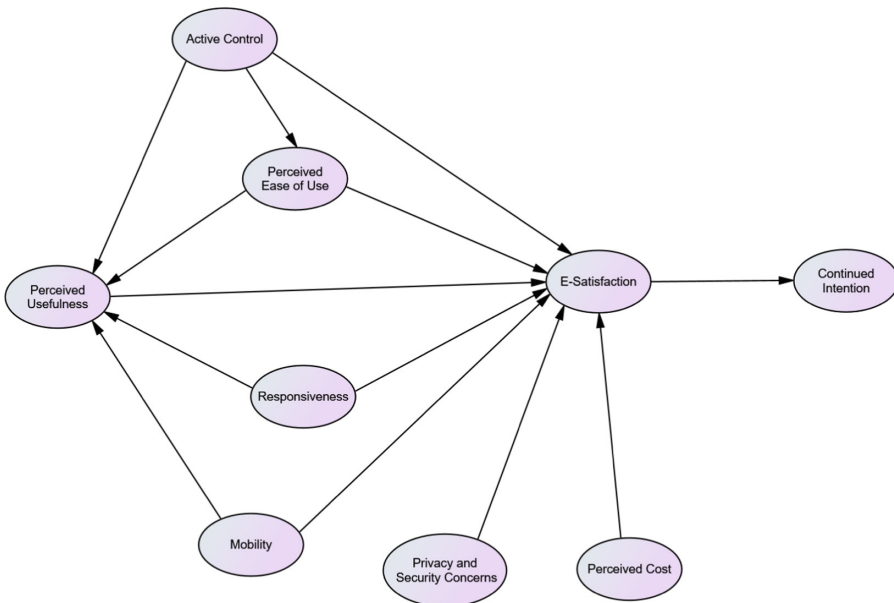 Active Control
Perceived
Ease of Use
Perceived
Usefulness
E-Satisfaction
Continued
Intention
Responsiveness
Mobility
Privacy and
Security Concerns
Perceived Cost